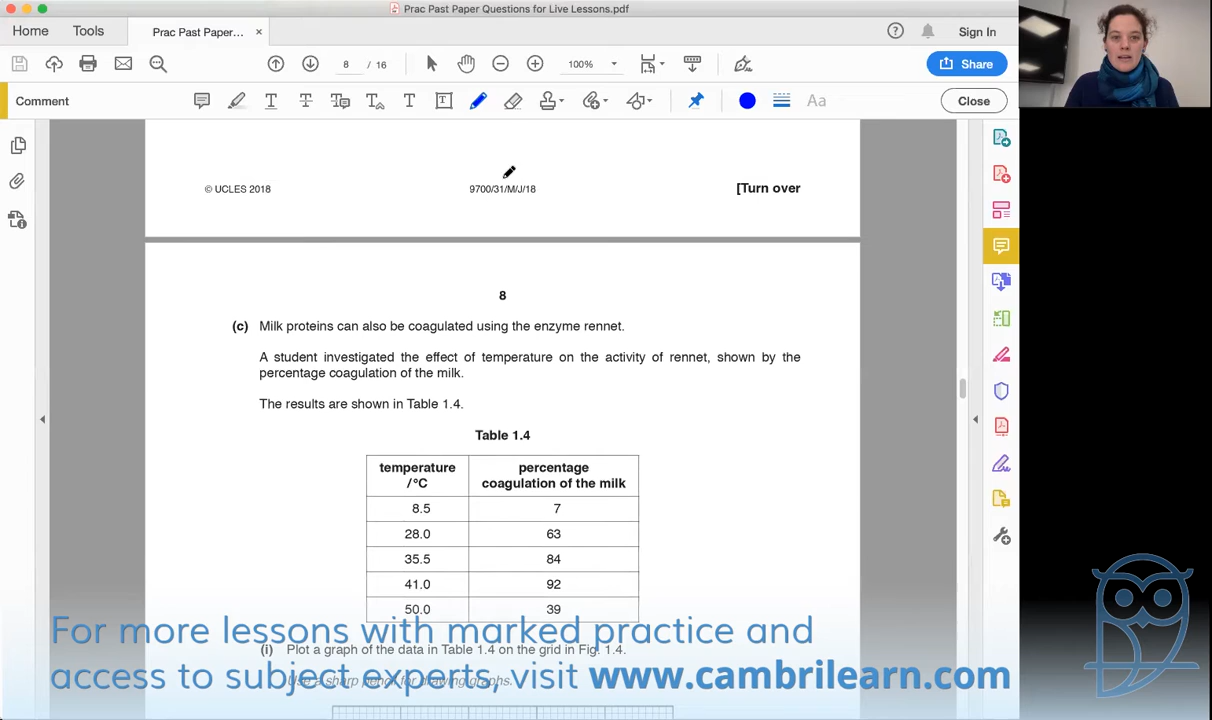 Prac Past Paper Questions for Live Lessons.pdf
Home Tools Prac Past Paper... × Sign In
8 / 16 100% Share
Comment Aa Close
© UCLES 2018 9700/31/M/J/18 [Turn over
8
(c) Milk proteins can also be coagulated using the enzyme rennet.
A student investigated the effect of temperature on the activity of rennet, shown by the
percentage coagulation of the milk.
The results are shown in Table 1.4.
Table 1.4
temperature percentage
/°C coagulation of the milk
8.5 7
28.0 63
35.5 84
41.0 92
50.0 39
(i) Plot a graph of the data in Table 1.4 on the grid in Fig. 1.4.
Use a sharp pencil for drawing graphs.
For more lessons with marked practice and
access to subject experts, visit www.cambrilearn.com